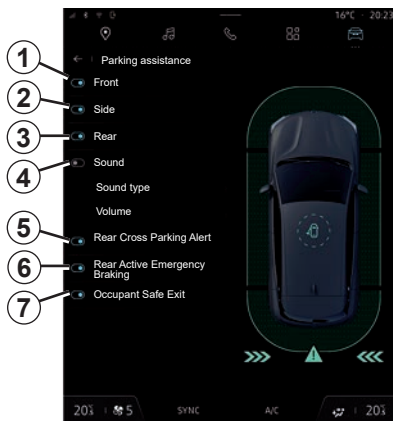 16°C · 20:23
Parking assistance
1
Front
2
Side
3
Rear
4
Sound
Sound type
Volume
5
Rear Cross Parking Alert
6
Rear Active Emergency
Braking
7
Occupant Safe Exit
5 SYNC A/C